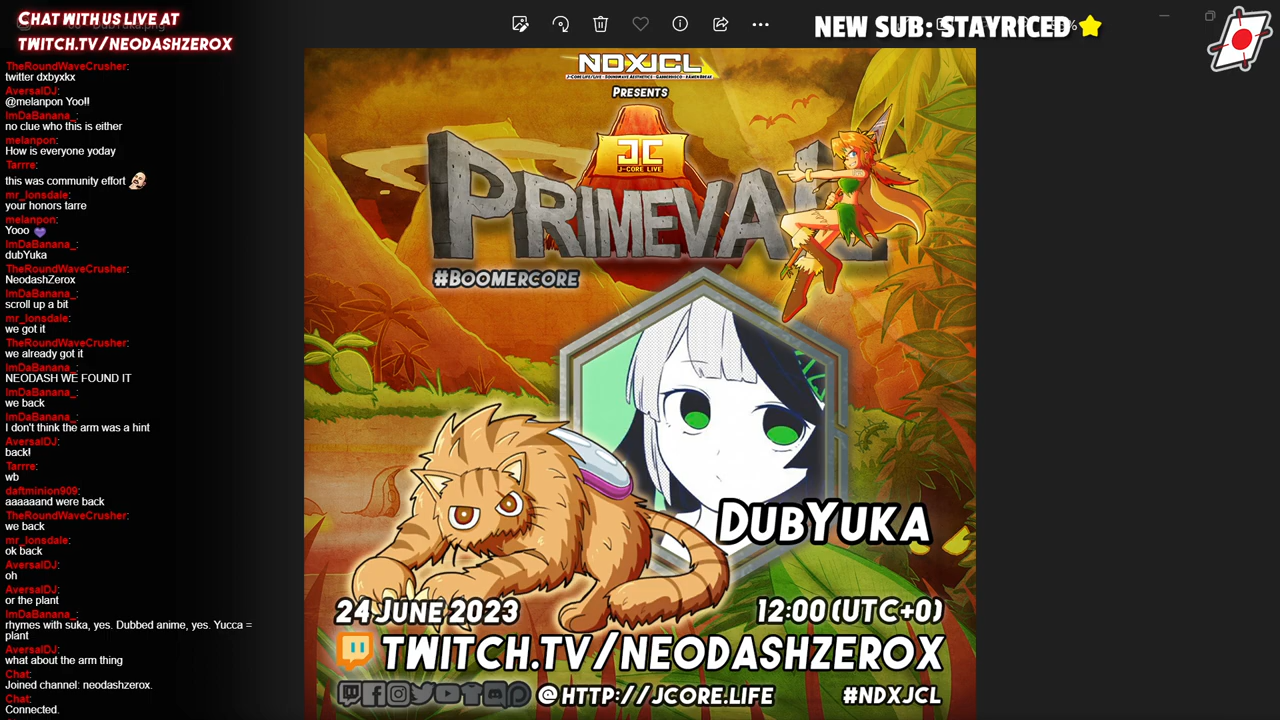 CHAT WITH US LIVE AT
TWITCH.TV/NEODASHZEROX
NEW SUB: STAYRICED
TheRoundWaveCrusher:
twitter dxbyxkx
AversalDJ:
@melanpon Yoo!!
ImDaBanana_:
no clue who this is either
melanpon:
How is everyone yoday
Tarrre:
this was community effort
mr_lonsdale:
your honors tarre
melanpon:
Yooo 💜
ImDaBanana_:
dubYuka
TheRoundWaveCrusher:
NeodashZerox
ImDaBanana_:
scroll up a bit
mr_lonsdale:
we got it
TheRoundWaveCrusher:
we already got it
ImDaBanana_:
NEODASH WE FOUND IT
ImDaBanana_:
we back
ImDaBanana_:
I don't think the arm was a hint
AversalDJ:
back!
Tarrre:
wb
daftminion909:
aaaaaand were back
TheRoundWaveCrusher:
we back
mr_lonsdale:
ok back
AversalDJ:
oh
AversalDJ:
or the plant
ImDaBanana_:
rhymes with suka, yes. Dubbed anime, yes. Yucca =
plant
AversalDJ:
what about the arm thing
Chat:
Joined channel: neodashzerox.
Chat:
Connected.
NDXJCL
PRESENTS
JC
J-CORE LIVE
PRIMEVAL
#BOOMERCORE
DUBYUKA
24 JUNE 2023
12:00 (UTC+0)
TWITCH.TV/NEODASHZEROX
@HTTP://JCORE.LIFE
#NDXJCL